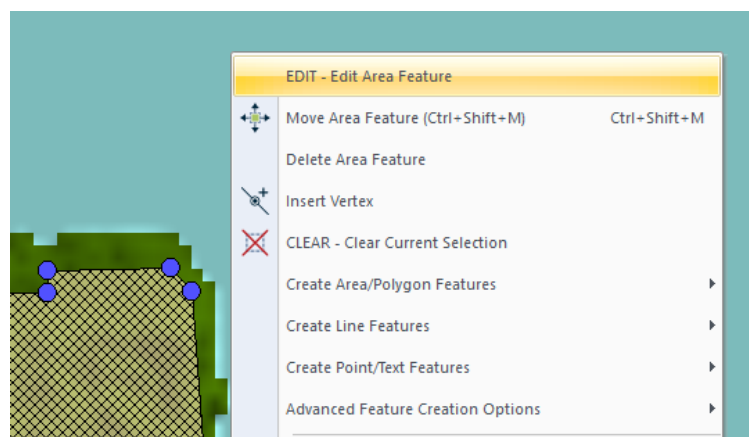 EDIT - Edit Area Feature
Move Area Feature (Ctrl+Shift+M) Ctrl+Shift+M
Delete Area Feature
Insert Vertex
CLEAR - Clear Current Selection
Create Area/Polygon Features
Create Line Features
Create Point/Text Features
Advanced Feature Creation Options